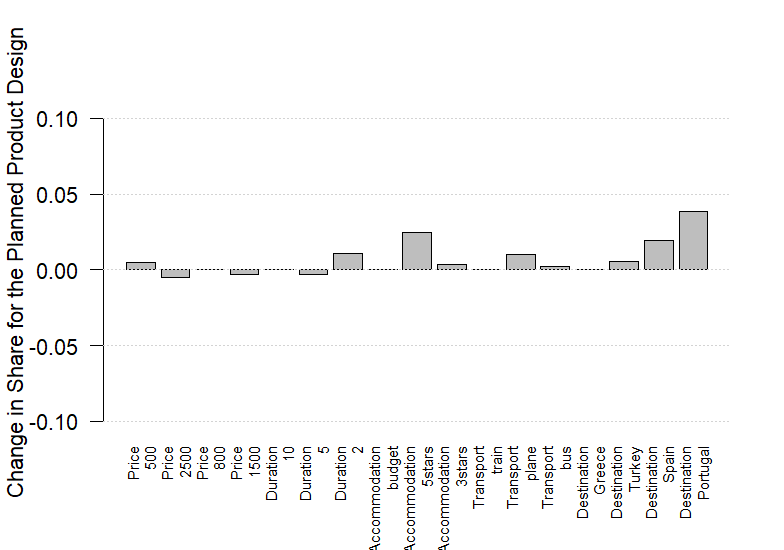 Change in Share for the Planned Product Design
0.10
0.05
0.00
-0.05
-0.10
Price
500
Price
2500
Price
800
Price
1500
Duration
10
Duration
5
Duration
2
Accommodation
budget
Accommodation
5stars
Accommodation
3stars
Transport
train
Transport
plane
Transport
bus
Destination
Greece
Destination
Turkey
Destination
Spain
Destination
Portugal